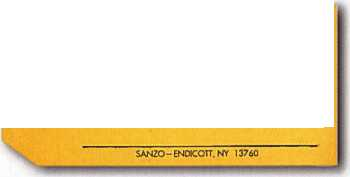 SANZO – ENDICOTT, NY 13760